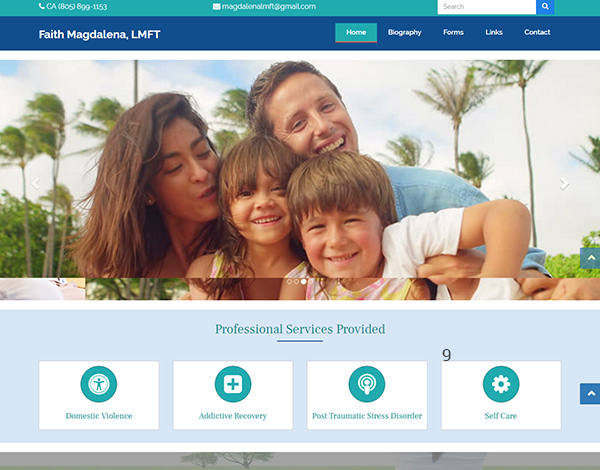 CA (805) 899-1153
magdalenalmft@gmail.com
Search
Faith Magdalena, LMFT
Home
Biography
Forms
Links
Contact
Professional Services Provided
9
Domestic Violence
Addictive Recovery
Post Traumatic Stress Disorder
Self Care